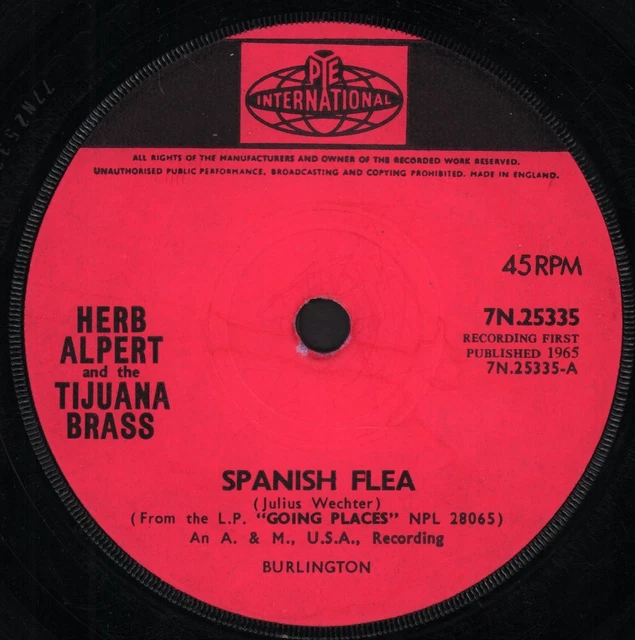 PYE
INTERNATIONAL
ALL RIGHTS OF THE MANUFACTURERS AND OWNER OF THE RECORDED WORK RESERVED.
UNAUTHORISED PUBLIC PERFORMANCE, BROADCASTING AND COPYING PROHIBITED. MADE IN ENGLAND.
45 RPM
HERB
ALPERT
and the
TIJUANA
BRASS
7N.25335
RECORDING FIRST
PUBLISHED 1965
7N.25335-A
SPANISH FLEA
(Julius Wechter)
(From the L.P. "GOING PLACES" NPL 28065)
An A. & M., U.S.A., Recording
BURLINGTON